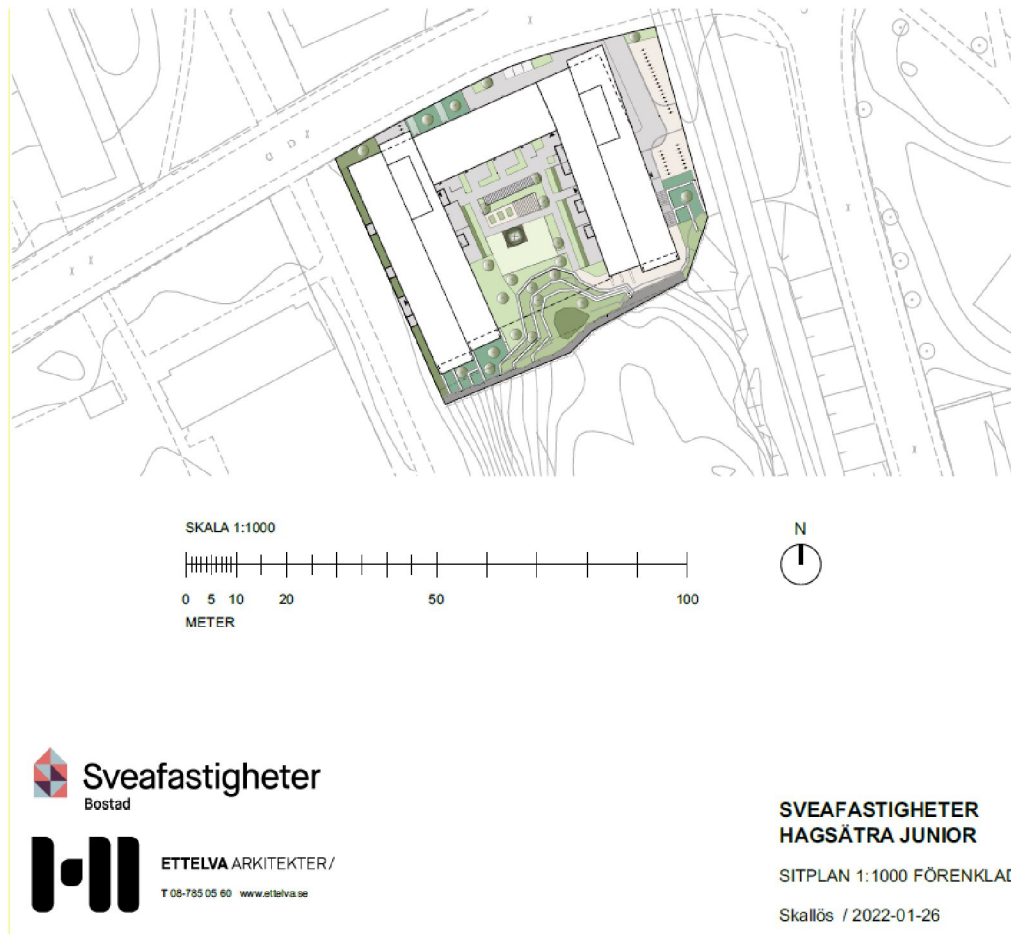 SKALA 1:1000
N
0 5 10 20 50 100
METER
Sveafastigheter
Bostad
ETTELVA ARKITEKTER/
T 08-785 05 60 www.ettelva.se
SVEAFASTIGHETER
HAGSÄTRA JUNIOR
SITPLAN 1:1000 FÖRENKLAD
Skallös / 2022-01-26